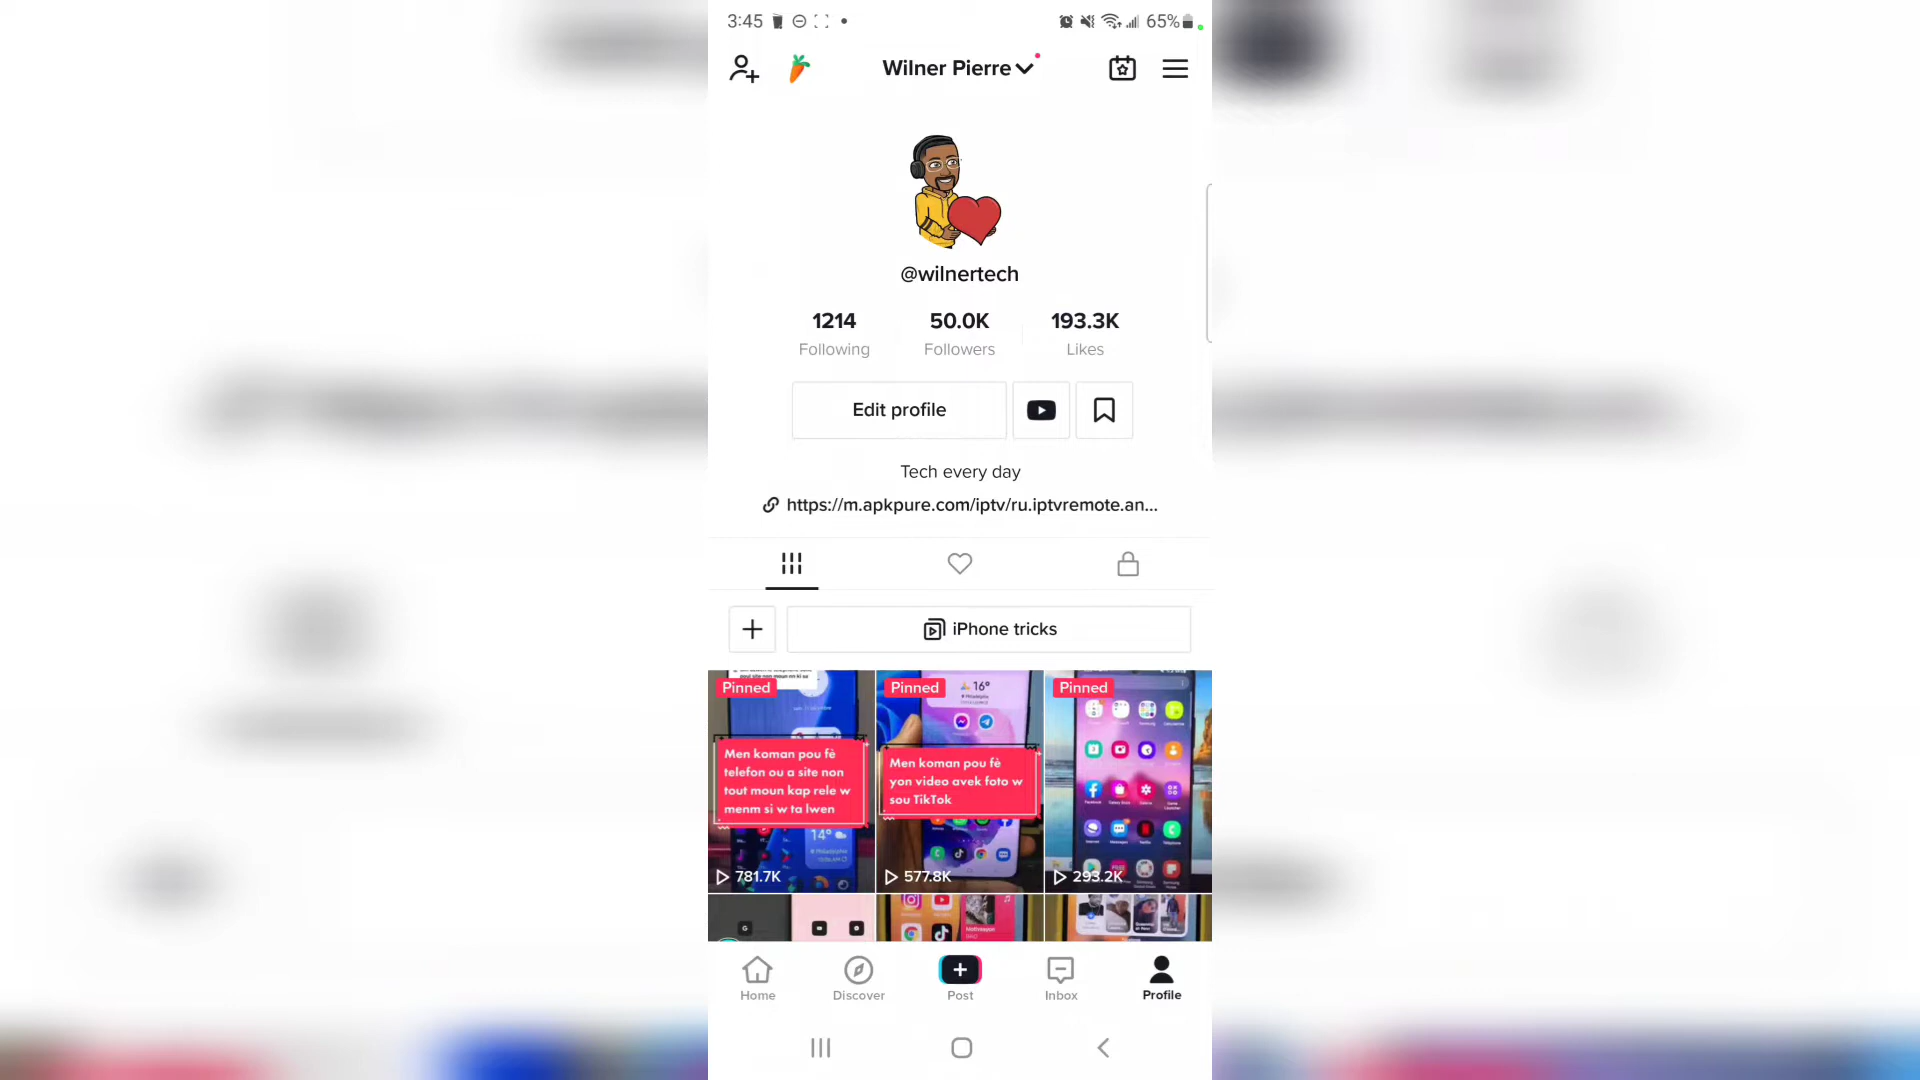 3:45
65%
Wilner Pierre
@wilnertech
1214
50.0K
193.3K
Following
Followers
Likes
Edit profile
Tech every day
https://m.apkpure.com/iptv/ru.iptvremote.an...
iPhone tricks
Pinned
Men koman pou fè
telefon ou a site non
tout moun kap rele w
menm si w ta lwen
14°
781.7K
Pinned
16°
Men koman pou fè
yon video avek foto w
sou TikTok
577.8K
Pinned
293.2K
Home
Discover
Post
Inbox
Profile